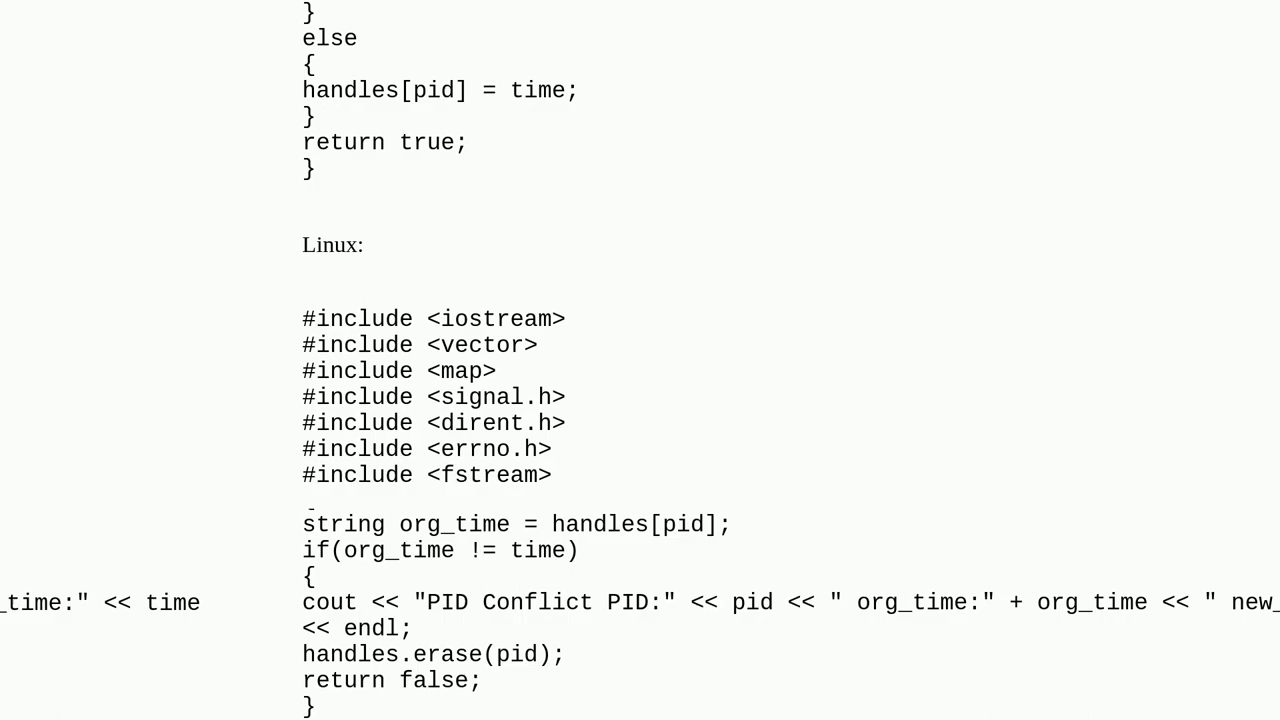 }
else
{
handles[pid] = time;
}
return true;
}
Linux:
#include <iostream>
#include <vector>
#include <map>
#include <signal.h>
#include <dirent.h>
#include <errno.h>
#include <fstream>
string org_time = handles[pid];
if(org_time != time)
{
cout << "PID Conflict PID:" << pid << " org_time:" + org_time << " new_
_time:" << time
<< endl;
handles.erase(pid);
return false;
}